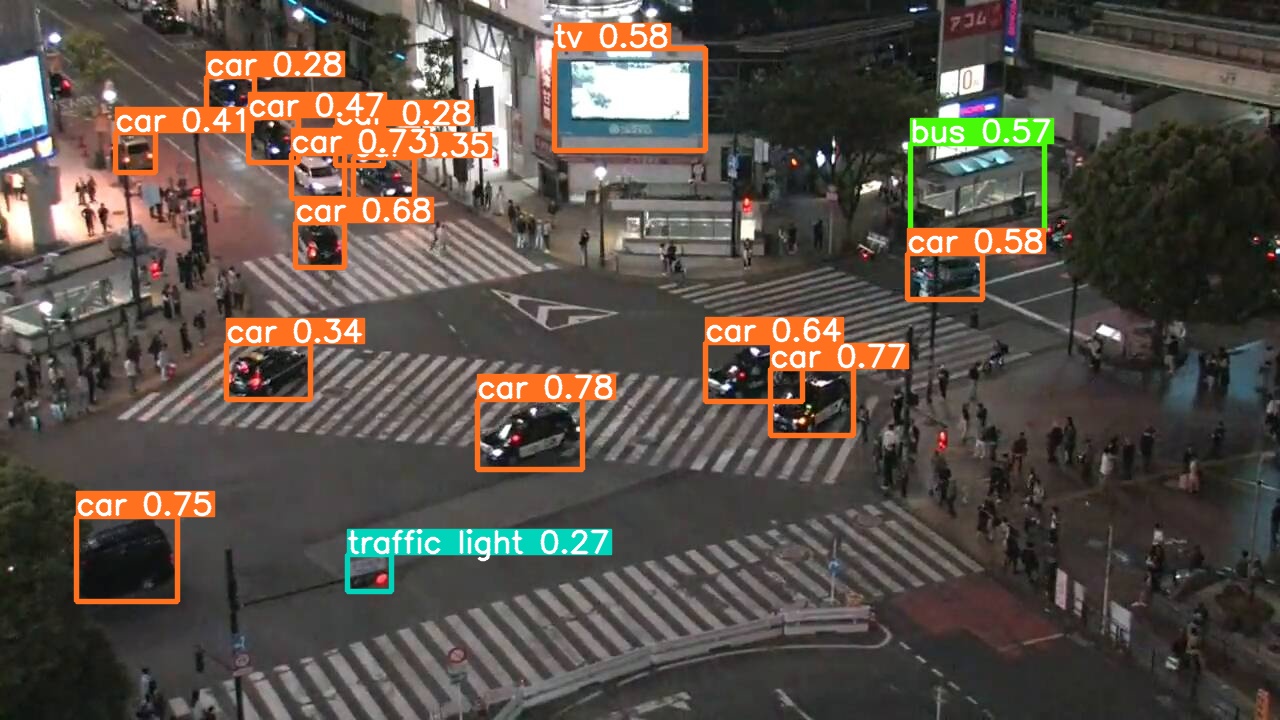 tv 0.58
car 0.28
car 0.47
0.28
car 0.41
car 0.73
0.35
bus 0.57
car 0.68
car 0.58
car 0.34
car 0.64
car 0.77
car 0.78
car 0.75
traffic light 0.27
アコム